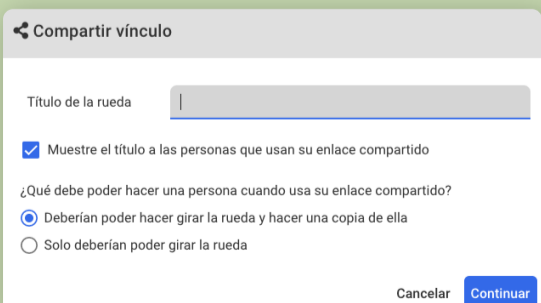 Compartir vínculo
Título de la rueda
Muestre el título a las personas que usan su enlace compartido
¿Qué debe poder hacer una persona cuando usa su enlace compartido?
Deberían poder hacer girar la rueda y hacer una copia de ella
Solo deberían poder girar la rueda
Cancelar Continuar